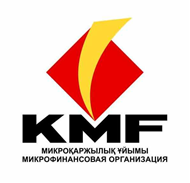 KMF
МИКРОҚАРЖЫЛЫҚ ҰЙЫМЫ
МИКРОФИНАНСОВАЯ ОРГАНИЗАЦИЯ